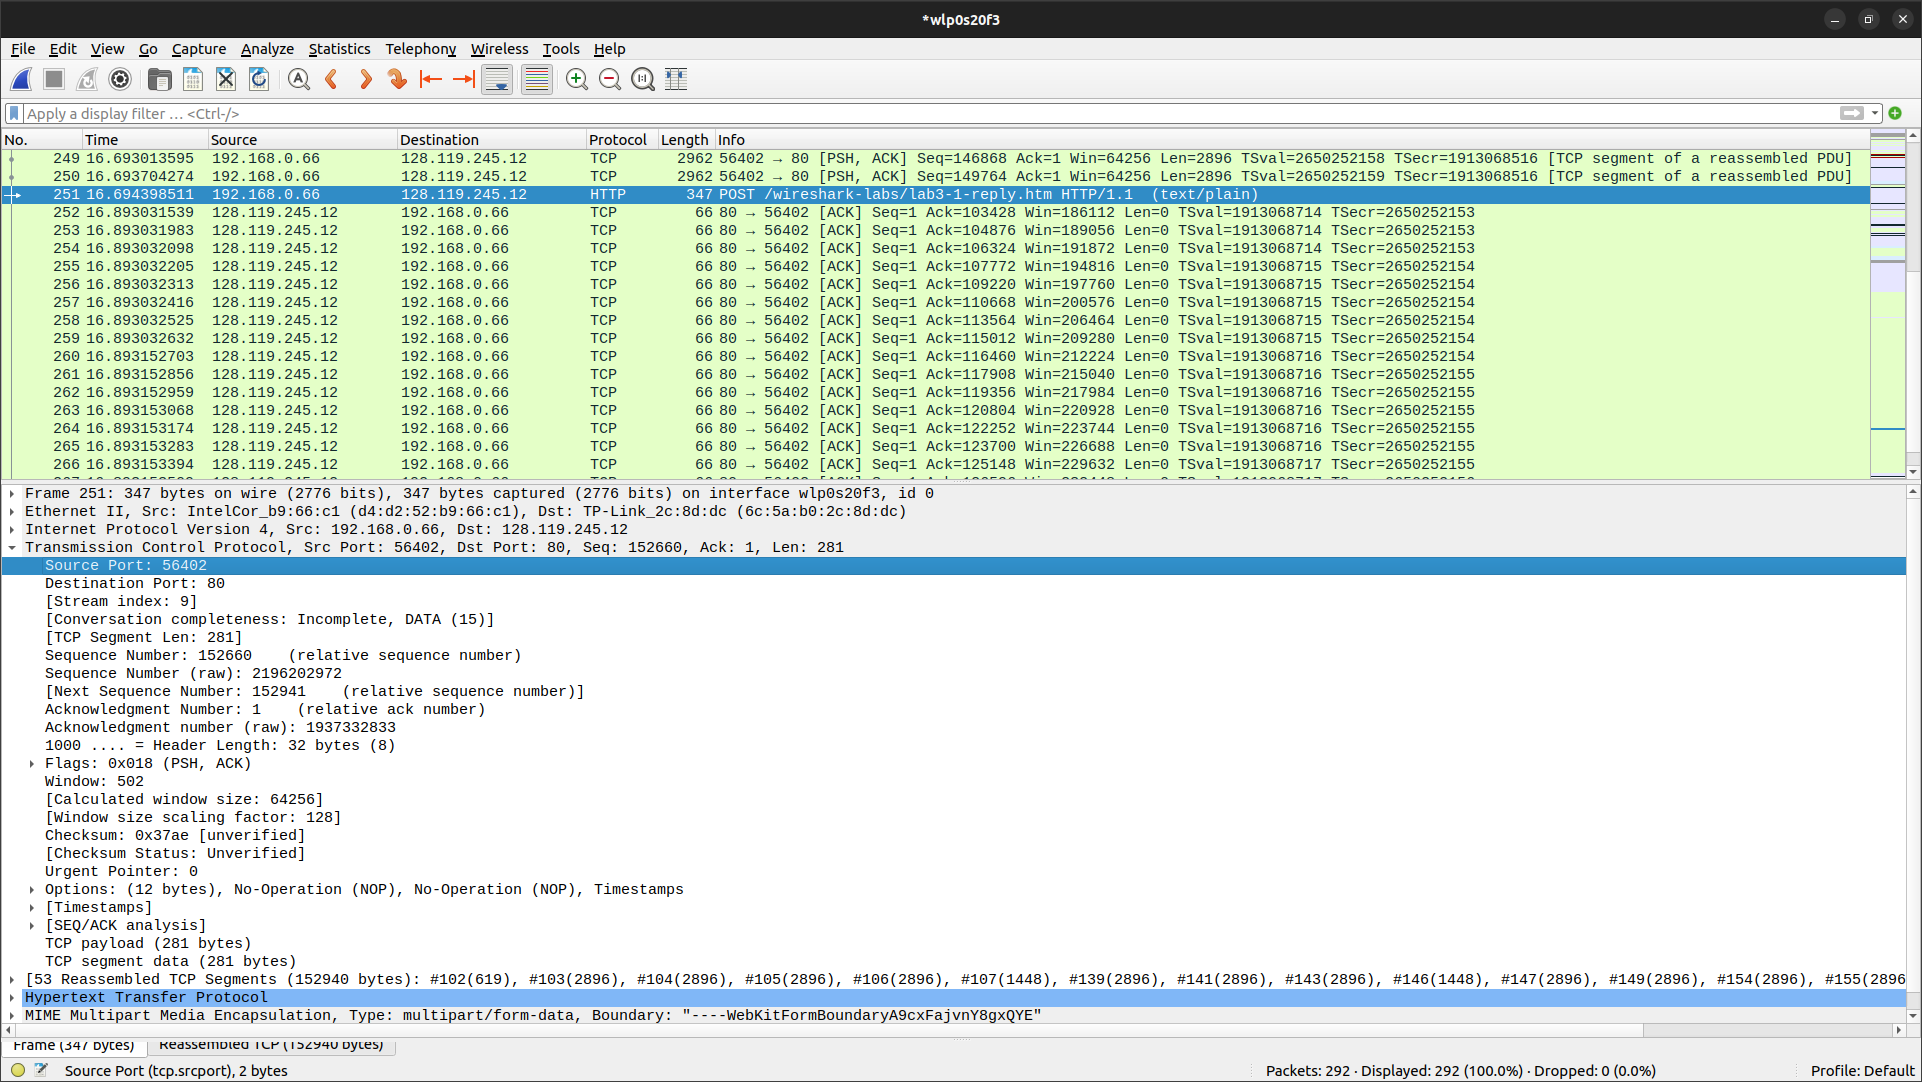 *wlp0s20f3
File Edit View Go Capture Analyze Statistics Telephony Wireless Tools Help
Apply a display filter … <Ctrl-/>
No. Time Source Destination Protocol Length Info
249 16.693013595 192.168.0.66 128.119.245.12 TCP 2962 56402 → 80 [PSH, ACK] Seq=146868 Ack=1 Win=64256 Len=2896 TSval=2650252158 TSecr=1913068516 [TCP segment of a reassembled PDU]
250 16.693704274 192.168.0.66 128.119.245.12 TCP 2962 56402 → 80 [PSH, ACK] Seq=149764 Ack=1 Win=64256 Len=2896 TSval=2650252159 TSecr=1913068516 [TCP segment of a reassembled PDU]
251 16.694398511 192.168.0.66 128.119.245.12 HTTP 347 POST /wireshark-labs/lab3-1-reply.htm HTTP/1.1 (text/plain)
252 16.893031539 128.119.245.12 192.168.0.66 TCP 66 80 → 56402 [ACK] Seq=1 Ack=103428 Win=186112 Len=0 TSval=1913068714 TSecr=2650252153
253 16.893031983 128.119.245.12 192.168.0.66 TCP 66 80 → 56402 [ACK] Seq=1 Ack=104876 Win=189056 Len=0 TSval=1913068714 TSecr=2650252153
254 16.893032098 128.119.245.12 192.168.0.66 TCP 66 80 → 56402 [ACK] Seq=1 Ack=106324 Win=191872 Len=0 TSval=1913068714 TSecr=2650252153
255 16.893032205 128.119.245.12 192.168.0.66 TCP 66 80 → 56402 [ACK] Seq=1 Ack=107772 Win=194816 Len=0 TSval=1913068715 TSecr=2650252154
256 16.893032313 128.119.245.12 192.168.0.66 TCP 66 80 → 56402 [ACK] Seq=1 Ack=109220 Win=197760 Len=0 TSval=1913068715 TSecr=2650252154
257 16.893032416 128.119.245.12 192.168.0.66 TCP 66 80 → 56402 [ACK] Seq=1 Ack=110668 Win=200576 Len=0 TSval=1913068715 TSecr=2650252154
258 16.893032525 128.119.245.12 192.168.0.66 TCP 66 80 → 56402 [ACK] Seq=1 Ack=113564 Win=206464 Len=0 TSval=1913068715 TSecr=2650252154
259 16.893032632 128.119.245.12 192.168.0.66 TCP 66 80 → 56402 [ACK] Seq=1 Ack=115012 Win=209280 Len=0 TSval=1913068715 TSecr=2650252154
260 16.893152703 128.119.245.12 192.168.0.66 TCP 66 80 → 56402 [ACK] Seq=1 Ack=116460 Win=212224 Len=0 TSval=1913068716 TSecr=2650252154
261 16.893152856 128.119.245.12 192.168.0.66 TCP 66 80 → 56402 [ACK] Seq=1 Ack=117908 Win=215040 Len=0 TSval=1913068716 TSecr=2650252155
262 16.893152959 128.119.245.12 192.168.0.66 TCP 66 80 → 56402 [ACK] Seq=1 Ack=119356 Win=217984 Len=0 TSval=1913068716 TSecr=2650252155
263 16.893153068 128.119.245.12 192.168.0.66 TCP 66 80 → 56402 [ACK] Seq=1 Ack=120804 Win=220928 Len=0 TSval=1913068716 TSecr=2650252155
264 16.893153174 128.119.245.12 192.168.0.66 TCP 66 80 → 56402 [ACK] Seq=1 Ack=122252 Win=223744 Len=0 TSval=1913068716 TSecr=2650252155
265 16.893153283 128.119.245.12 192.168.0.66 TCP 66 80 → 56402 [ACK] Seq=1 Ack=123700 Win=226688 Len=0 TSval=1913068716 TSecr=2650252155
266 16.893153394 128.119.245.12 192.168.0.66 TCP 66 80 → 56402 [ACK] Seq=1 Ack=125148 Win=229632 Len=0 TSval=1913068717 TSecr=2650252155
Frame 251: 347 bytes on wire (2776 bits), 347 bytes captured (2776 bits) on interface wlp0s20f3, id 0
Ethernet II, Src: IntelCor_b9:66:c1 (d4:d2:52:b9:66:c1), Dst: TP-Link_2c:8d:dc (6c:5a:b0:2c:8d:dc)
Internet Protocol Version 4, Src: 192.168.0.66, Dst: 128.119.245.12
Transmission Control Protocol, Src Port: 56402, Dst Port: 80, Seq: 152660, Ack: 1, Len: 281
Source Port: 56402
Destination Port: 80
[Stream index: 9]
[Conversation completeness: Incomplete, DATA (15)]
[TCP Segment Len: 281]
Sequence Number: 152660 (relative sequence number)
Sequence Number (raw): 2196202972
[Next Sequence Number: 152941 (relative sequence number)]
Acknowledgment Number: 1 (relative ack number)
Acknowledgment number (raw): 1937332833
1000 .... = Header Length: 32 bytes (8)
Flags: 0x018 (PSH, ACK)
Window: 502
[Calculated window size: 64256]
[Window size scaling factor: 128]
Checksum: 0x37ae [unverified]
[Checksum Status: Unverified]
Urgent Pointer: 0
Options: (12 bytes), No-Operation (NOP), No-Operation (NOP), Timestamps
[Timestamps]
[SEQ/ACK analysis]
TCP payload (281 bytes)
TCP segment data (281 bytes)
[53 Reassembled TCP Segments (152940 bytes): #102(619), #103(2896), #104(2896), #105(2896), #106(2896), #107(1448), #139(2896), #141(2896), #143(2896), #146(1448), #147(2896), #149(2896), #154(2896), #155(2896
Hypertext Transfer Protocol
MIME Multipart Media Encapsulation, Type: multipart/form-data, Boundary: "----WebKitFormBoundaryA9cxFajvnY8gxQYE"
Frame (347 bytes) Reassembled TCP (152940 bytes)
Source Port (tcp.srcport), 2 bytes Packets: 292 · Displayed: 292 (100.0%) · Dropped: 0 (0.0%) Profile: Default